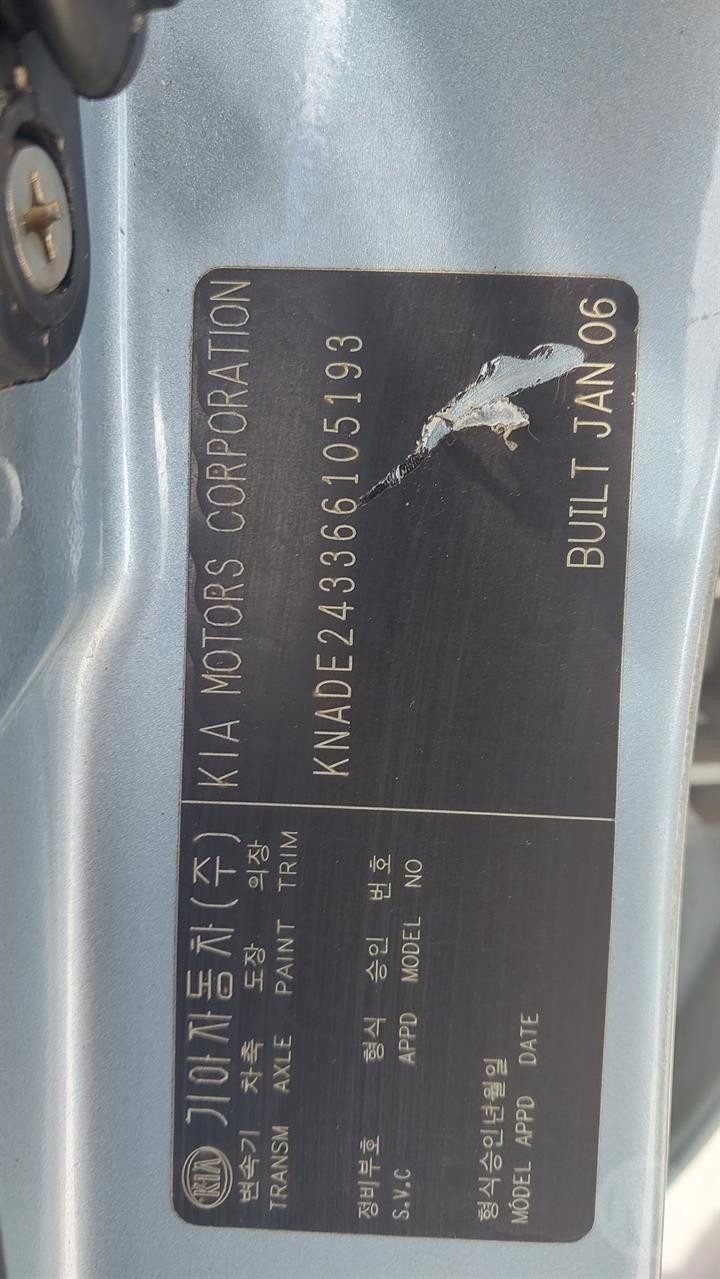 KIA 기아자동차(주) KIA MOTORS CORPORATION
변속기 차축 도장 의장
TRANSM AXLE PAINT TRIM
KNADE243366105193
정비부호 형식 승인 번호
S.V.C APPD MODEL NO
형식승인년월일
MODEL APPD DATE
BUILT JAN 06